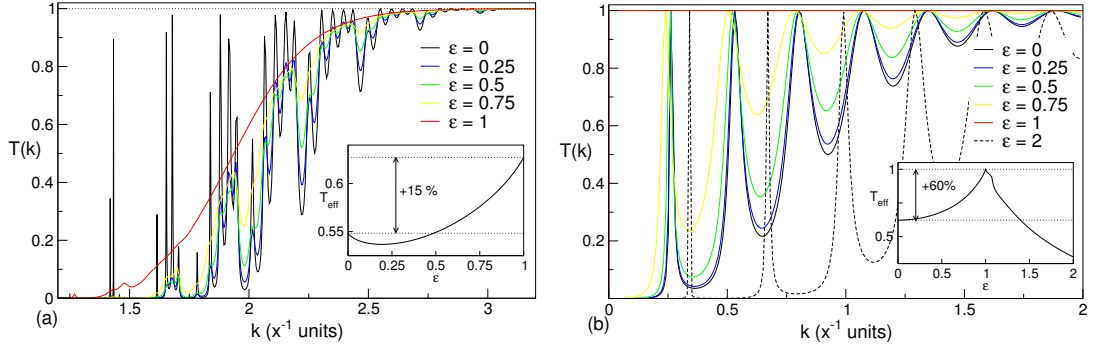 1
0.8
0.6
T(k)
0.4
0.2
0
ε = 0
ε = 0.25
ε = 0.5
ε = 0.75
ε = 1
0.6
T_eff
0.55
+15 %
0 0.25 0.5 0.75 1
ε
1.5 2 2.5 3
(a) k (x⁻¹ units)
1
0.8
0.6
T(k)
0.4
0.2
0
ε = 0
ε = 0.25
ε = 0.5
ε = 0.75
ε = 1
ε = 2
1
T_eff
0.5
+60%
0 0.5 1 1.5 2
ε
0 0.5 1 1.5 2
(b) k (x⁻¹ units)